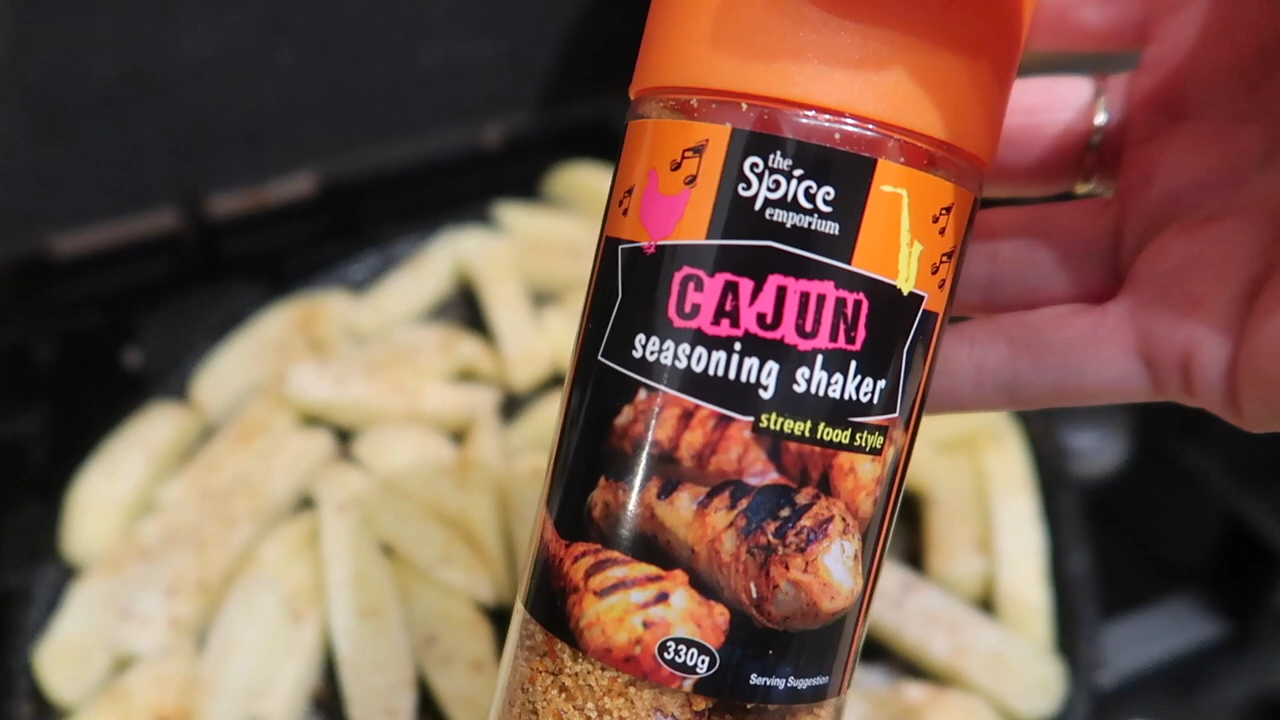 the
Spice
emporium
CAJUN
seasoning shaker
street food style
330g
Serving Suggestion